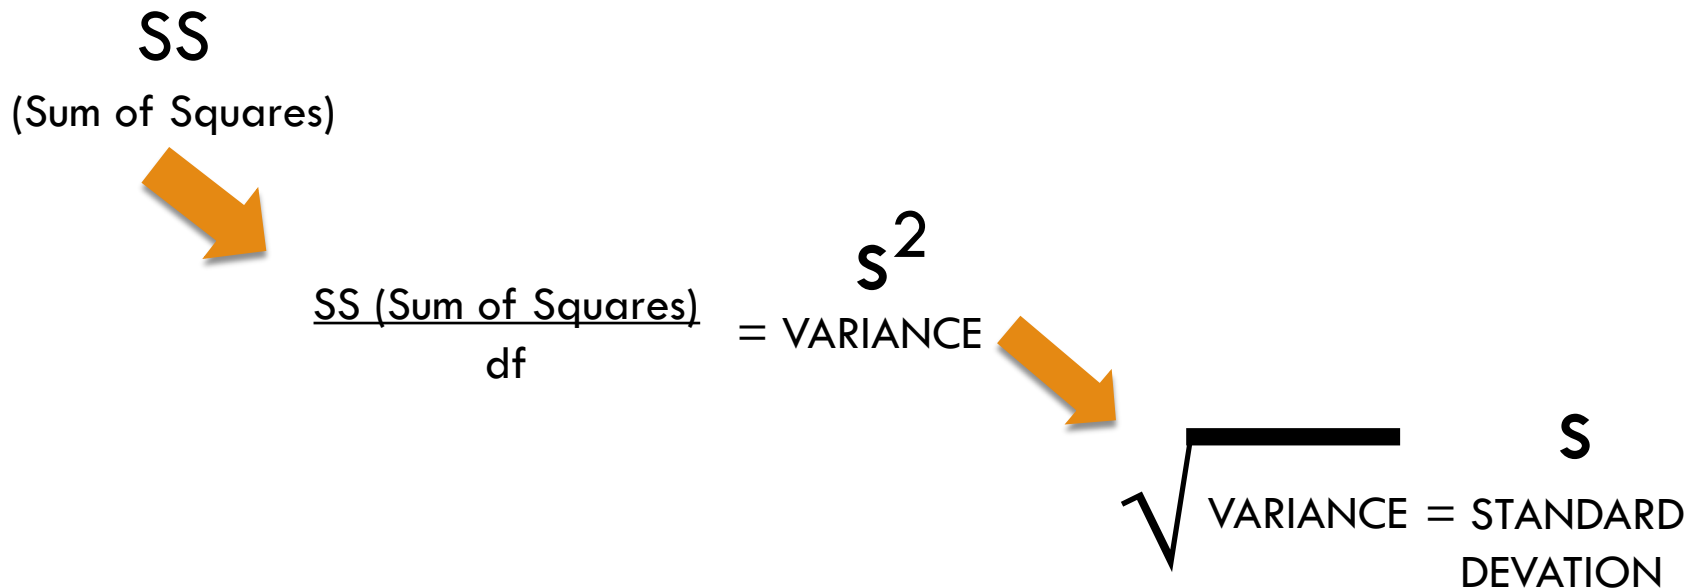 SS
(Sum of Squares)
SS (Sum of Squares)
df
s²
= VARIANCE
√ VARIANCE = STANDARD
DEVATION
s